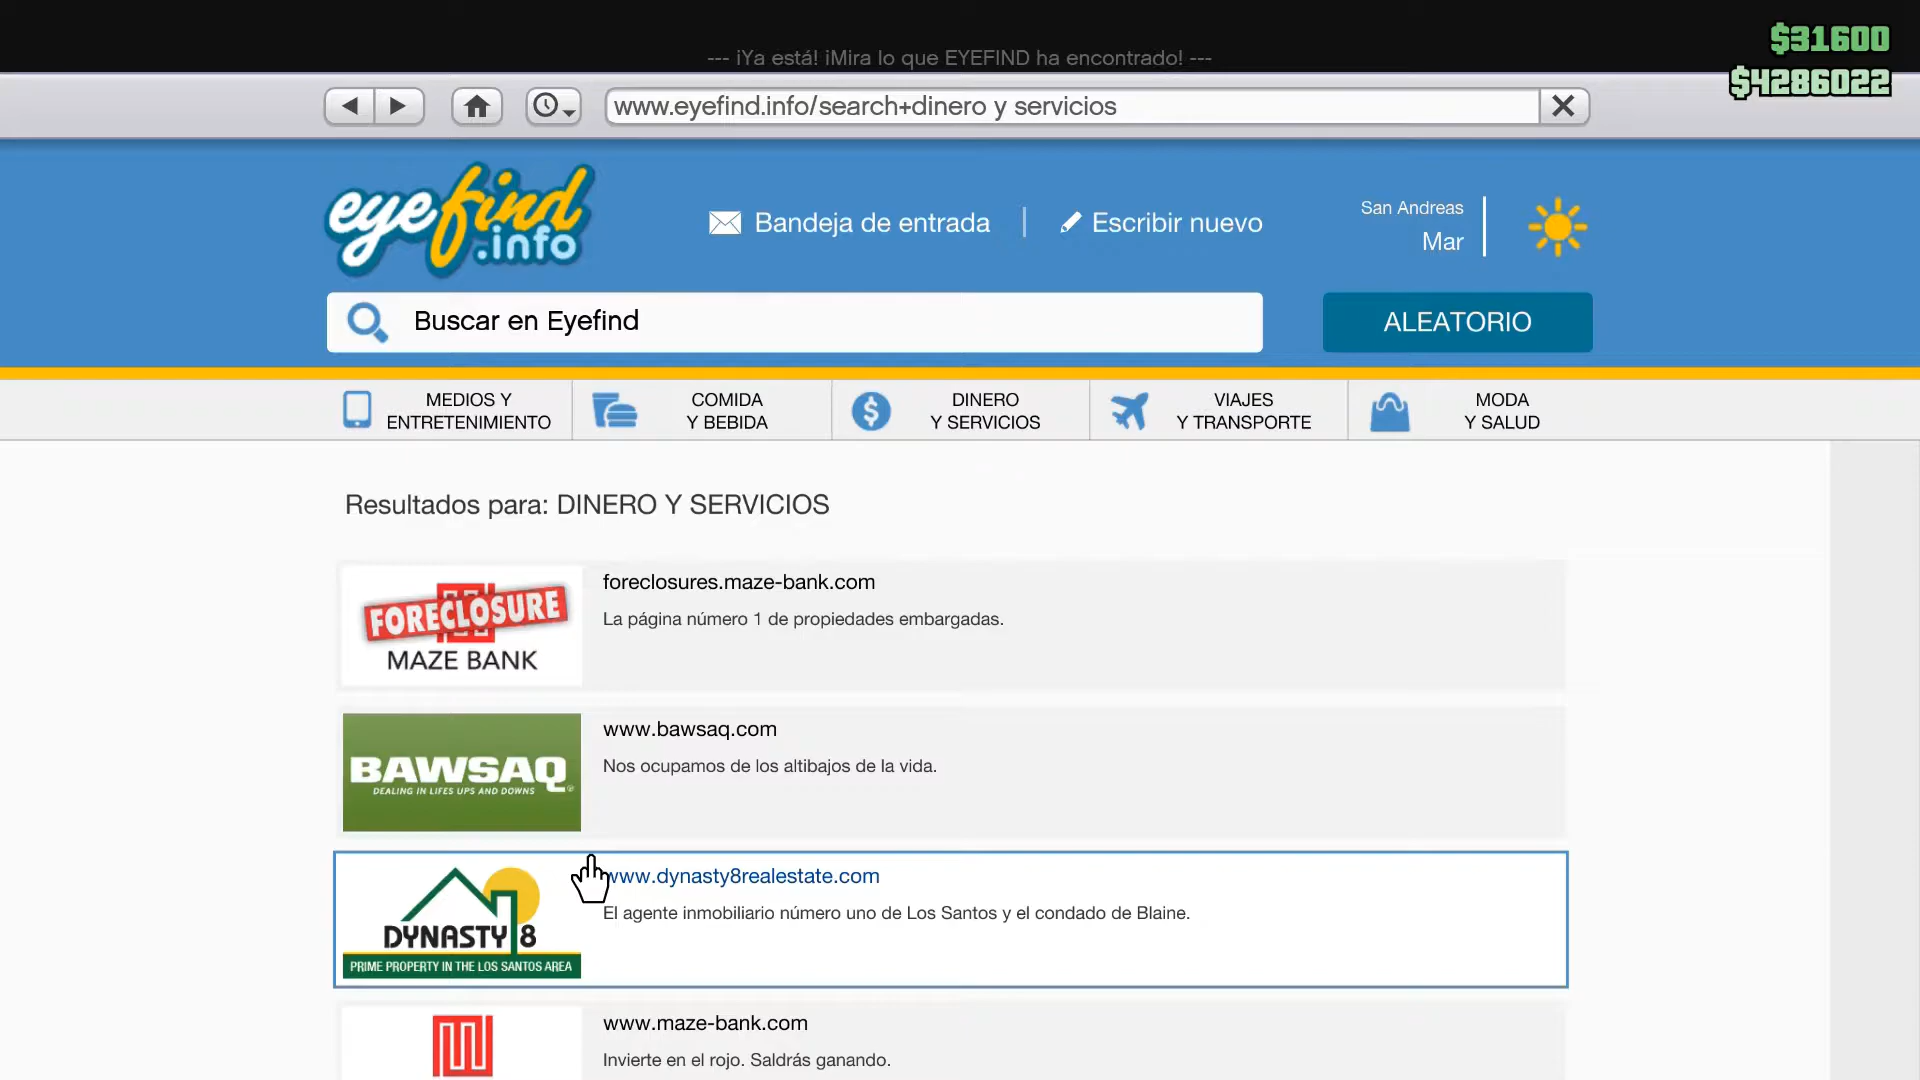 $31600
--- ¡Ya está! ¡Mira lo que EYEFIND ha encontrado! ---
$4286022
www.eyefind.info/search+dinero y servicios
eyefind
.info
Bandeja de entrada
Escribir nuevo
San Andreas
Mar
Buscar en Eyefind
ALEATORIO
MEDIOS Y
ENTRETENIMIENTO
COMIDA
Y BEBIDA
DINERO
Y SERVICIOS
VIAJES
Y TRANSPORTE
MODA
Y SALUD
Resultados para: DINERO Y SERVICIOS
FORECLOSURE
MAZE BANK
foreclosures.maze-bank.com
La página número 1 de propiedades embargadas.
BAWSAQ
DEALING IN LIFES UPS AND DOWNS
www.bawsaq.com
Nos ocupamos de los altibajos de la vida.
DYNASTY 8
PRIME PROPERTY IN THE LOS SANTOS AREA
www.dynasty8realestate.com
El agente inmobiliario número uno de Los Santos y el condado de Blaine.
www.maze-bank.com
Invierte en el rojo. Saldrás ganando.